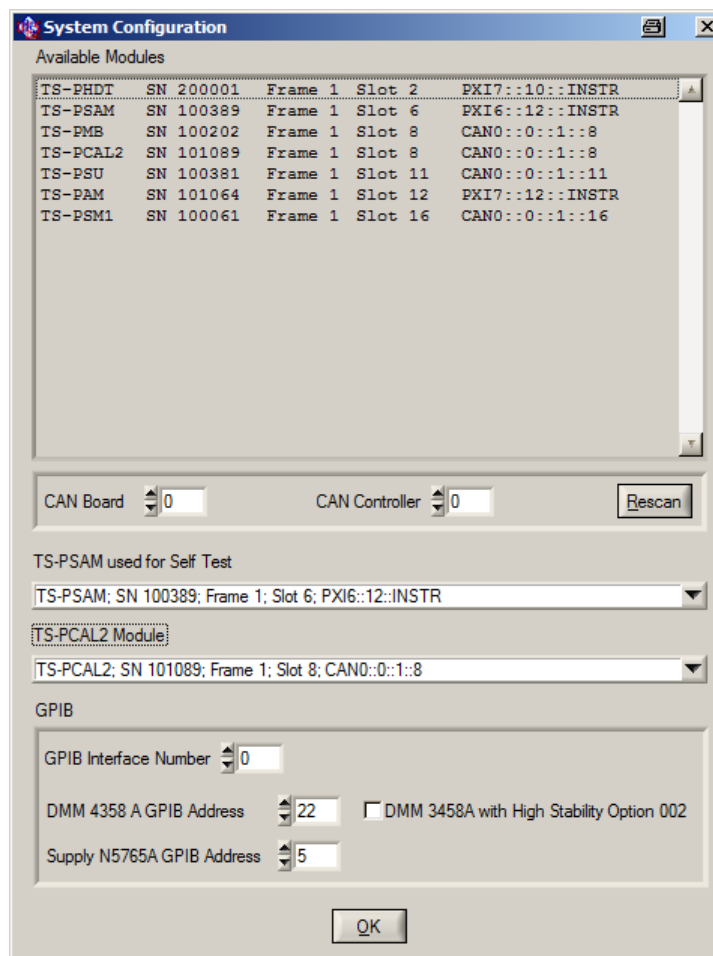 System Configuration
Available Modules
TS-PHDT SN 200001 Frame 1 Slot 2 PXI7::10::INSTR
TS-PSAM SN 100389 Frame 1 Slot 6 PXI6::12::INSTR
TS-PMB SN 100202 Frame 1 Slot 8 CAN0::0::1::8
TS-PCAL2 SN 101089 Frame 1 Slot 8 CAN0::0::1::8
TS-PSU SN 100381 Frame 1 Slot 11 CAN0::0::1::11
TS-PAM SN 101064 Frame 1 Slot 12 PXI7::12::INSTR
TS-PSM1 SN 100061 Frame 1 Slot 16 CAN0::0::1::16
CAN Board 0 CAN Controller 0 Rescan
TS-PSAM used for Self Test
TS-PSAM; SN 100389; Frame 1; Slot 6; PXI6::12::INSTR
TS-PCAL2 Module
TS-PCAL2; SN 101089; Frame 1; Slot 8; CAN0::0::1::8
GPIB
GPIB Interface Number 0
DMM 4358 A GPIB Address 22 DMM 3458A with High Stability Option 002
Supply N5765A GPIB Address 5
OK